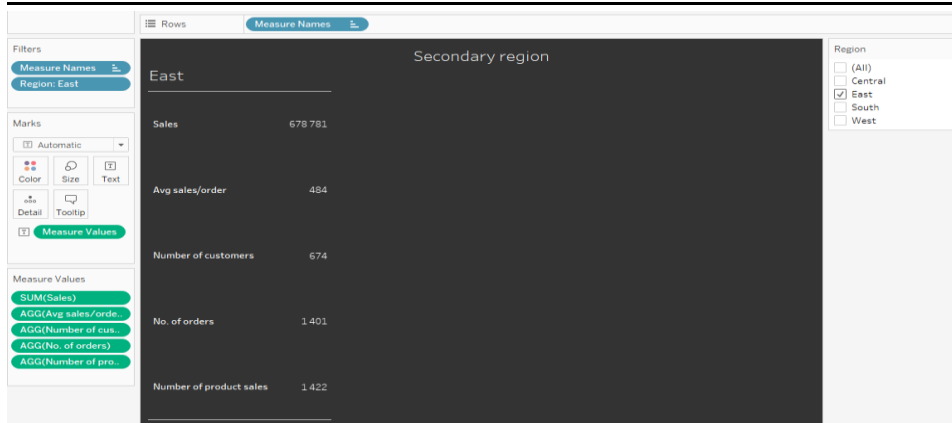 Rows
Measure Names
Filters
Measure Names
Region: East
Marks
Automatic
Color
Size
Text
Detail
Tooltip
Measure Values
Measure Values
SUM(Sales)
AGG(Avg sales/orde..
AGG(Number of cus..
AGG(No. of orders)
AGG(Number of pro..
Secondary region
East
Sales 678 781
Avg sales/order 484
Number of customers 674
No. of orders 1 401
Number of product sales 1 422
Region
(All)
Central
East
South
West